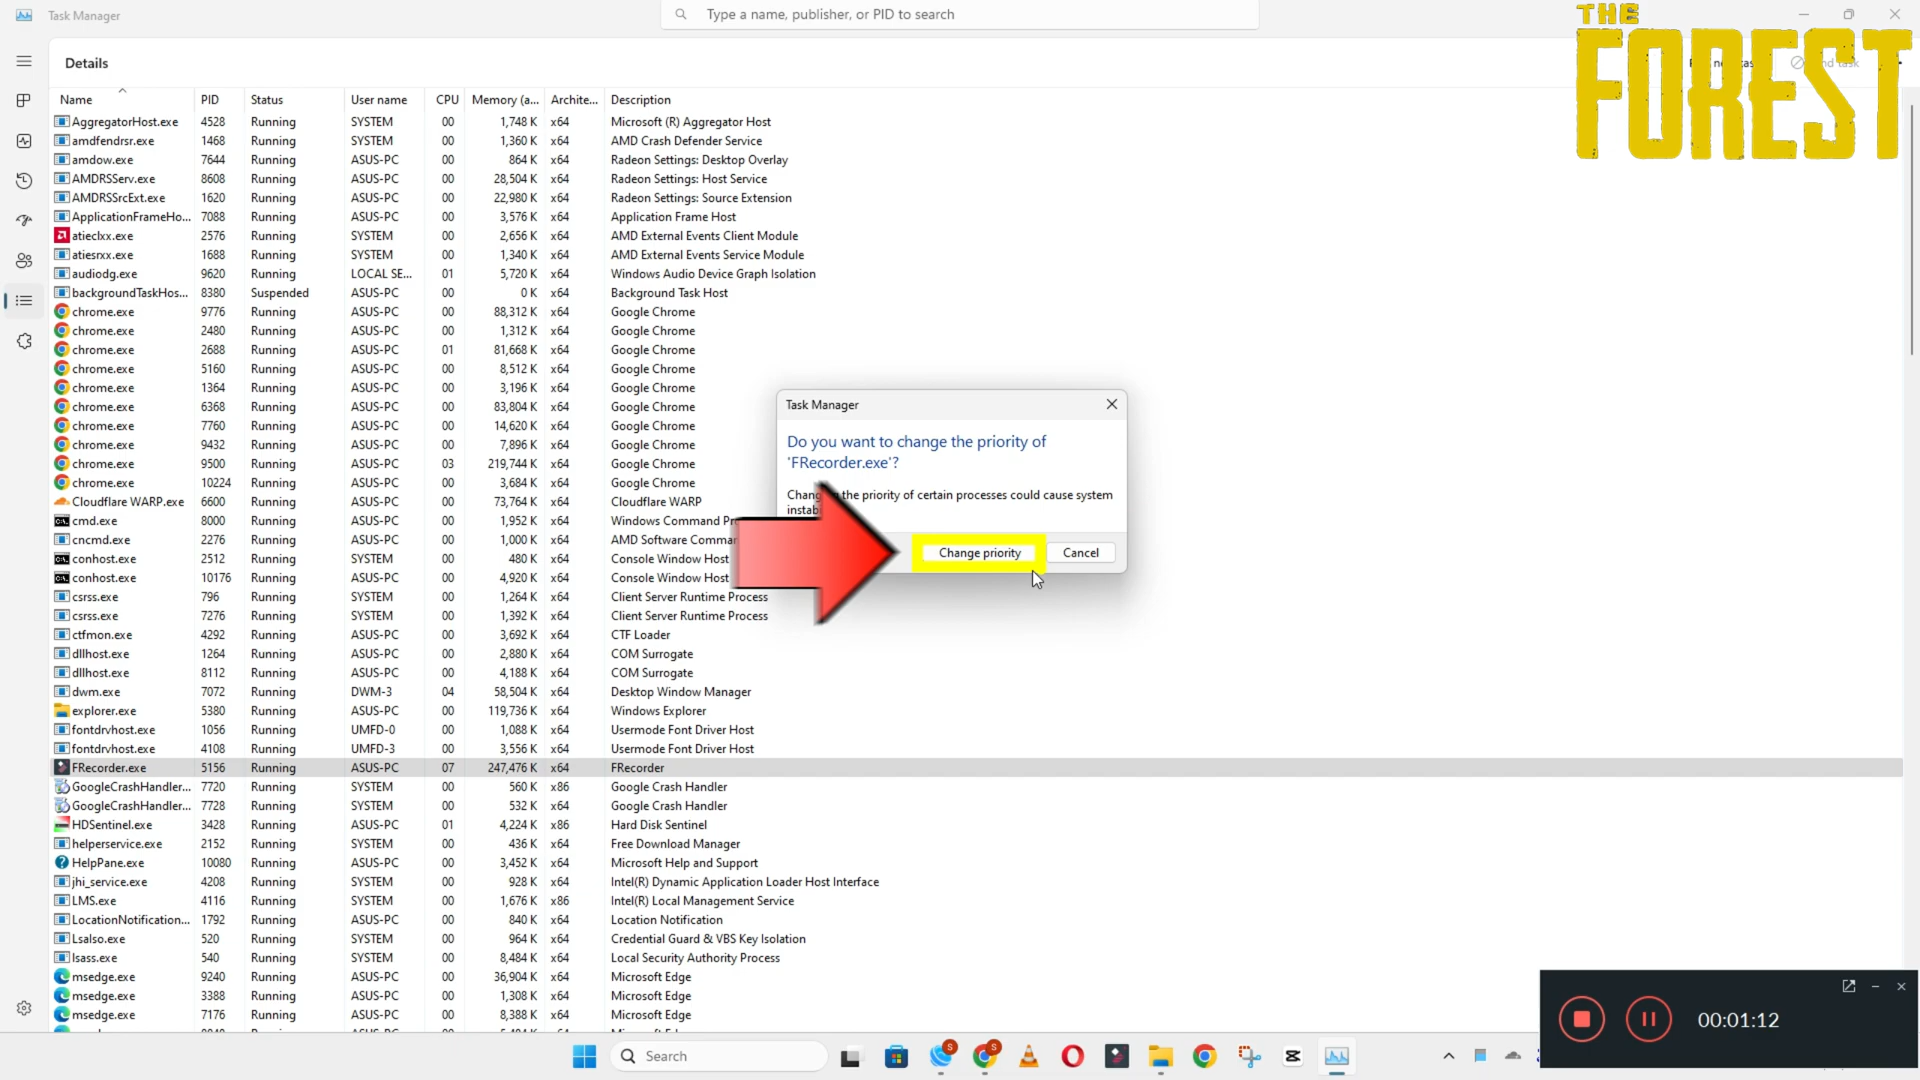 Task Manager
Type a name, publisher, or PID to search
THE
FOREST
Details
Name PID Status User name CPU Memory (a... Archite... Description
AggregatorHost.exe 4528 Running SYSTEM 00 1,748 K x64 Microsoft (R) Aggregator Host
amdfendrsr.exe 1468 Running SYSTEM 00 1,360 K x64 AMD Crash Defender Service
amdow.exe 7644 Running ASUS-PC 00 864 K x64 Radeon Settings: Desktop Overlay
AMDRSServ.exe 8608 Running ASUS-PC 00 28,504 K x64 Radeon Settings: Host Service
AMDRSSrcExt.exe 1620 Running ASUS-PC 00 22,980 K x64 Radeon Settings: Source Extension
ApplicationFrameHo... 7088 Running ASUS-PC 00 3,576 K x64 Application Frame Host
atieclxx.exe 2576 Running SYSTEM 00 2,656 K x64 AMD External Events Client Module
atiesrxx.exe 1688 Running SYSTEM 00 1,340 K x64 AMD External Events Service Module
audiodg.exe 9620 Running LOCAL SE... 01 5,720 K x64 Windows Audio Device Graph Isolation
backgroundTaskHos... 8380 Suspended ASUS-PC 00 0 K x64 Background Task Host
chrome.exe 9776 Running ASUS-PC 00 88,312 K x64 Google Chrome
chrome.exe 2480 Running ASUS-PC 00 1,312 K x64 Google Chrome
chrome.exe 2688 Running ASUS-PC 01 81,668 K x64 Google Chrome
chrome.exe 5160 Running ASUS-PC 00 8,512 K x64 Google Chrome
chrome.exe 1364 Running ASUS-PC 00 3,196 K x64 Google Chrome
chrome.exe 6368 Running ASUS-PC 00 83,804 K x64 Google Chrome
chrome.exe 7760 Running ASUS-PC 00 14,620 K x64 Google Chrome
chrome.exe 9432 Running ASUS-PC 00 7,896 K x64 Google Chrome
chrome.exe 9500 Running ASUS-PC 03 219,744 K x64 Google Chrome
chrome.exe 10224 Running ASUS-PC 00 3,684 K x64 Google Chrome
Cloudflare WARP.exe 6600 Running ASUS-PC 00 73,764 K x64 Cloudflare WARP
cmd.exe 8000 Running ASUS-PC 00 1,952 K x64 Windows Command
cncmd.exe 2276 Running ASUS-PC 00 1,000 K x64 AMD Software
conhost.exe 2512 Running SYSTEM 00 480 K x64 Console Window Host
conhost.exe 10176 Running ASUS-PC 00 4,920 K x64 Console Window Host
csrss.exe 796 Running SYSTEM 00 1,264 K x64 Client Server Runtime Process
csrss.exe 7276 Running SYSTEM 00 1,392 K x64 Client Server Runtime Process
ctfmon.exe 4292 Running ASUS-PC 00 3,692 K x64 CTF Loader
dllhost.exe 1264 Running ASUS-PC 00 2,880 K x64 COM Surrogate
dllhost.exe 8112 Running ASUS-PC 00 4,188 K x64 COM Surrogate
dwm.exe 7072 Running DWM-3 04 58,504 K x64 Desktop Window Manager
explorer.exe 5380 Running ASUS-PC 00 119,736 K x64 Windows Explorer
fontdrvhost.exe 1056 Running UMFD-0 00 1,088 K x64 Usermode Font Driver Host
fontdrvhost.exe 4108 Running UMFD-3 00 3,556 K x64 Usermode Font Driver Host
FRecorder.exe 5156 Running ASUS-PC 07 247,476 K x64 FRecorder
GoogleCrashHandler... 7720 Running SYSTEM 00 560 K x86 Google Crash Handler
GoogleCrashHandler... 7728 Running SYSTEM 00 532 K x64 Google Crash Handler
HDSentinel.exe 3428 Running ASUS-PC 01 4,224 K x86 Hard Disk Sentinel
helperservice.exe 2152 Running SYSTEM 00 436 K x64 Free Download Manager
HelpPane.exe 10080 Running ASUS-PC 00 3,452 K x64 Microsoft Help and Support
jhi_service.exe 4208 Running SYSTEM 00 928 K x64 Intel(R) Dynamic Application Loader Host Interface
LMS.exe 4116 Running SYSTEM 00 1,676 K x86 Intel(R) Local Management Service
LocationNotification... 1792 Running ASUS-PC 00 840 K x64 Location Notification
Lsalso.exe 520 Running SYSTEM 00 964 K x64 Credential Guard & VBS Key Isolation
lsass.exe 540 Running SYSTEM 00 8,484 K x64 Local Security Authority Process
msedge.exe 9240 Running ASUS-PC 00 36,904 K x64 Microsoft Edge
msedge.exe 3388 Running ASUS-PC 00 1,308 K x64 Microsoft Edge
msedge.exe 7176 Running ASUS-PC 00 8,388 K x64 Microsoft Edge
Task Manager
Do you want to change the priority of
'FRecorder.exe'?
the priority of certain processes could cause system
Change priority Cancel
00:01:12
Search
S
S